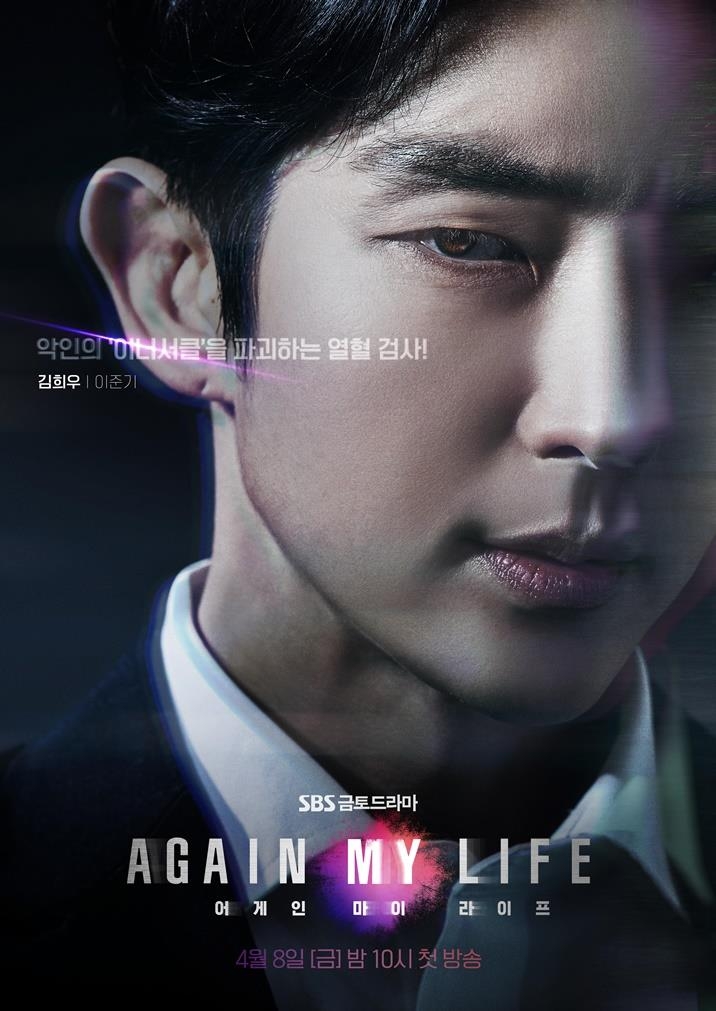 악인의 '이너서클'을 파괴하는 열혈 검사!
김희우 | 이준기
SBS 금토드라마
AGAIN MY LIFE
어게인 마이 라이프
4월 8일 [금] 밤 10시 첫 방송